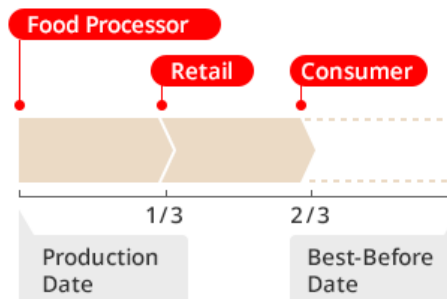 Food Processor
Retail
Consumer
1/3
2/3
Production
Date
Best-Before
Date